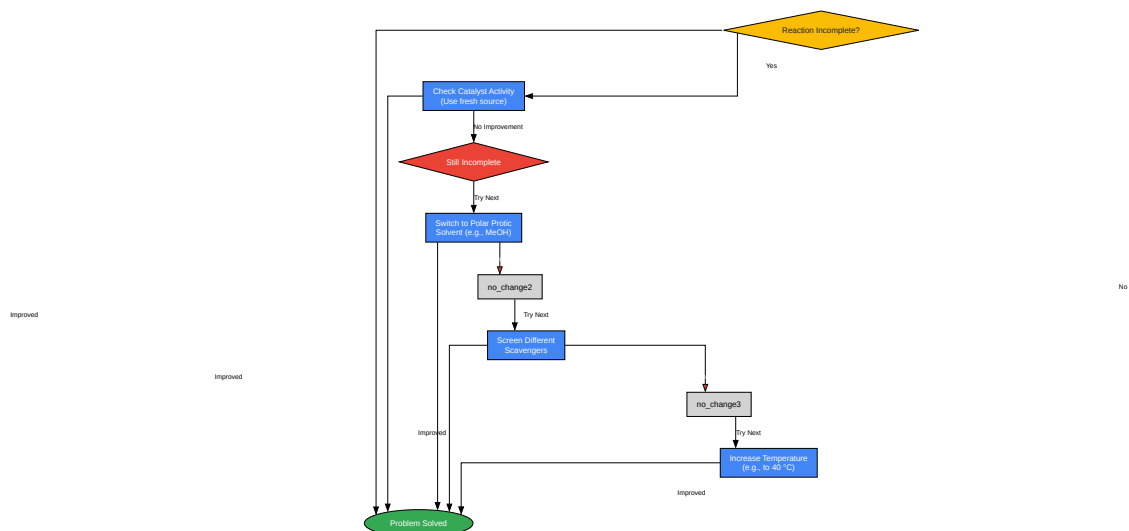 Reaction Incomplete?
Yes
Check Catalyst Activity
(Use fresh source)
No Improvement
Still Incomplete
Try Next
Switch to Polar Protic
Solvent (e.g., MeOH)
no_change2
No
Improved
Try Next
Screen Different
Scavengers
Improved
no_change3
Improved
Try Next
Increase Temperature
(e.g., to 40 °C)
Improved
Problem Solved